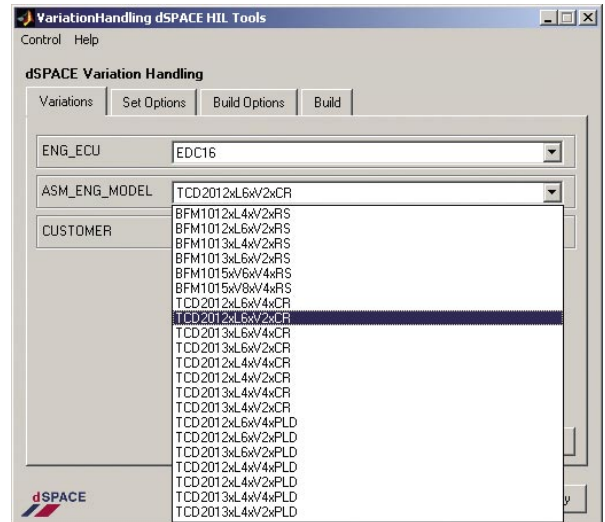 VariationHandling dSPACE HIL Tools
Control Help
dSPACE Variation Handling
Variations Set Options Build Options Build
ENG_ECU EDC16
ASM_ENG_MODEL TCD2012xL6xV2xCR
CUSTOMER
BFM1012xL4xV2xRS
BFM1012xL6xV2xRS
BFM1013xL4xV2xRS
BFM1013xL6xV2xRS
BFM1015xV6xV4xRS
BFM1015xV8xV4xRS
TCD2012xL6xV4xCR
TCD2012xL6xV2xCR
TCD2013xL6xV4xCR
TCD2013xL6xV2xCR
TCD2012xL4xV4xCR
TCD2012xL4xV2xCR
TCD2013xL4xV4xCR
TCD2013xL4xV2xCR
TCD2012xL6xV4xPLD
TCD2012xL6xV2xPLD
TCD2013xL6xV2xPLD
TCD2012xL4xV4xPLD
TCD2012xL4xV2xPLD
TCD2013xL4xV4xPLD
TCD2013xL4xV2xPLD
dSPACE